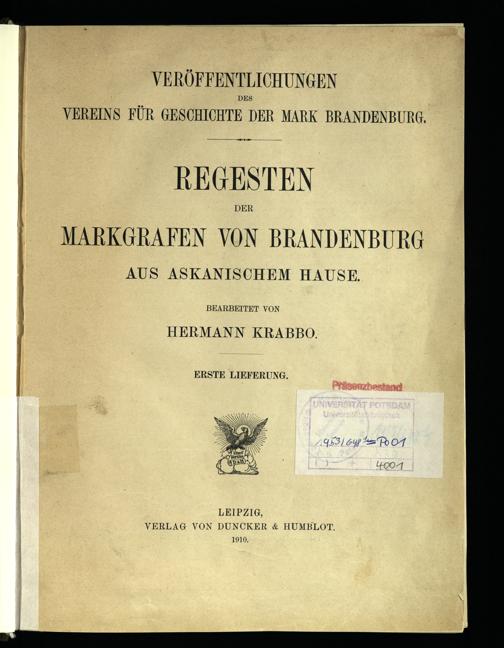 VERÖFFENTLICHUNGEN
DES
VEREINS FÜR GESCHICHTE DER MARK BRANDENBURG.
REGESTEN
DER
MARKGRAFEN VON BRANDENBURG
AUS ASKANISCHEM HAUSE.
BEARBEITET VON
HERMANN KRABBO.
ERSTE LIEFERUNG.
Präsenzbestand
UNIVERSITÄT POTSDAM
Universitätsbibliothek
4001
LEIPZIG,
VERLAG VON DUNCKER & HUMBLOT.
1910.